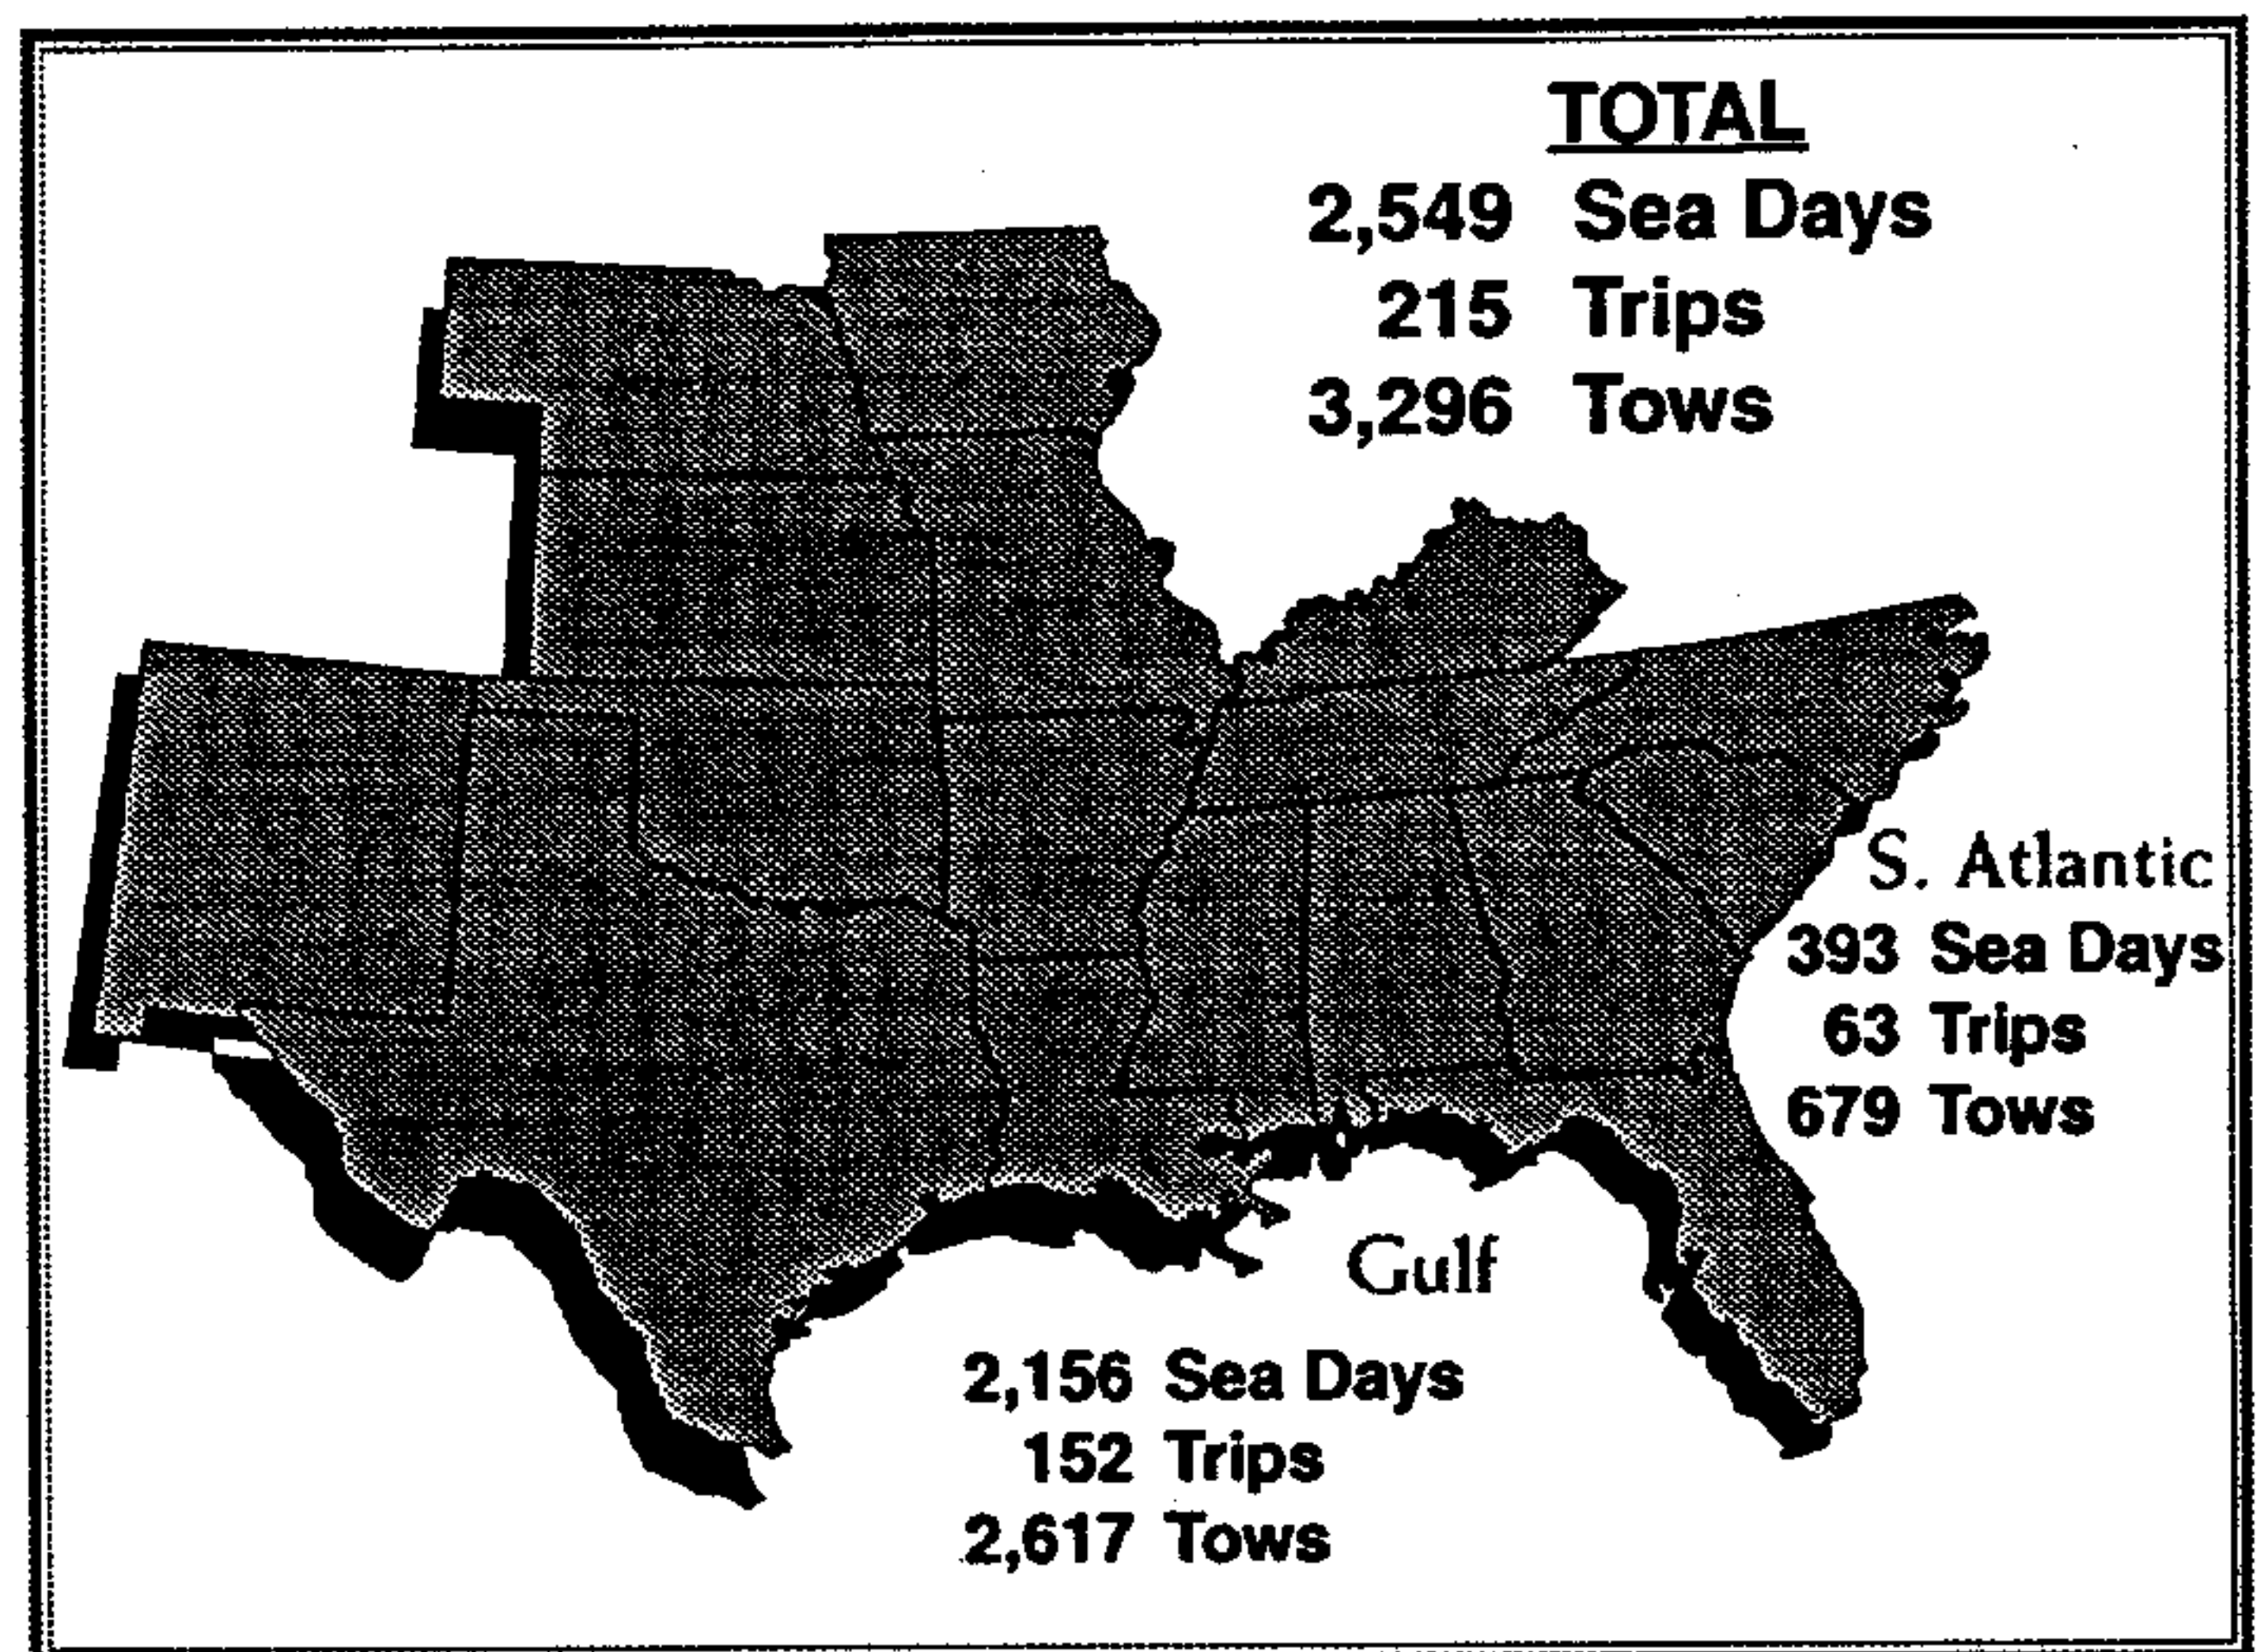 TOTAL
2,549 Sea Days
215 Trips
3,296 Tows
S. Atlantic
393 Sea Days
63 Trips
679 Tows
Gulf
2,156 Sea Days
152 Trips
2,617 Tows